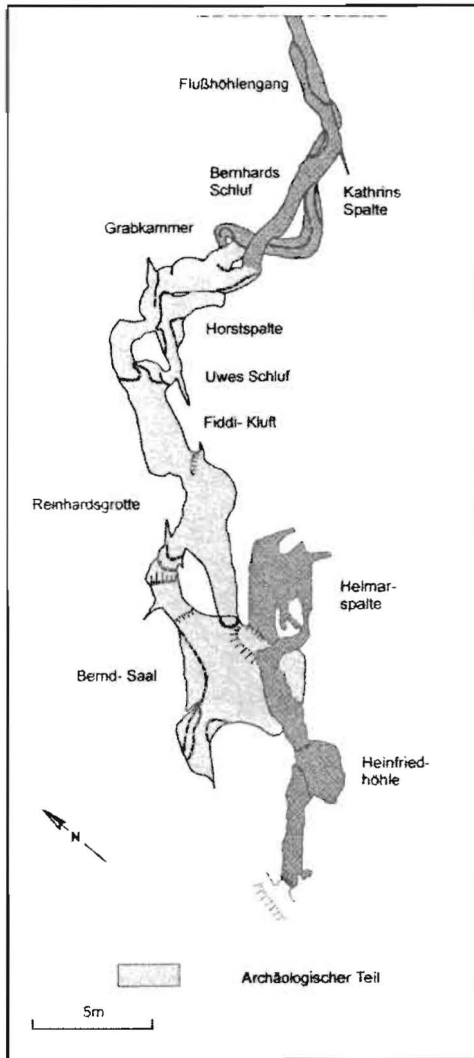 Flußhöhlengang
Bernhards
Schluf
Kathrins
Spalte
Grabkammer
Horstspalte
Uwes Schluf
Fiddi- Kluft
Reinhardsgrotte
Helmar-
spalte
Bernd- Saal
Heinfried-
höhle
N
Archäologischer Teil
5m